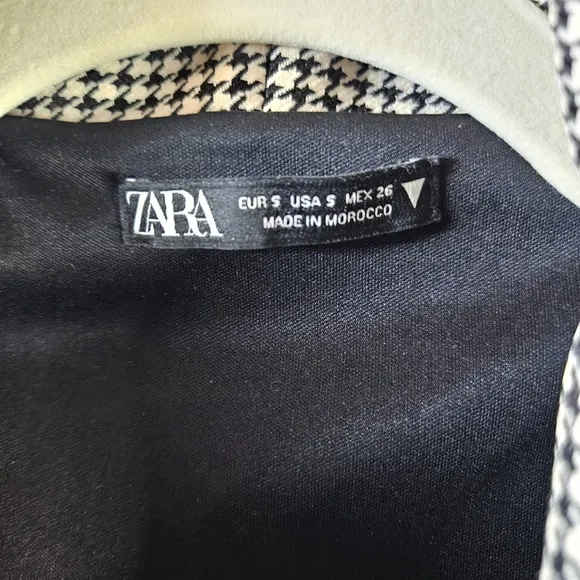 ZARA
EUR S USA S MEX 26
MADE IN MOROCCO